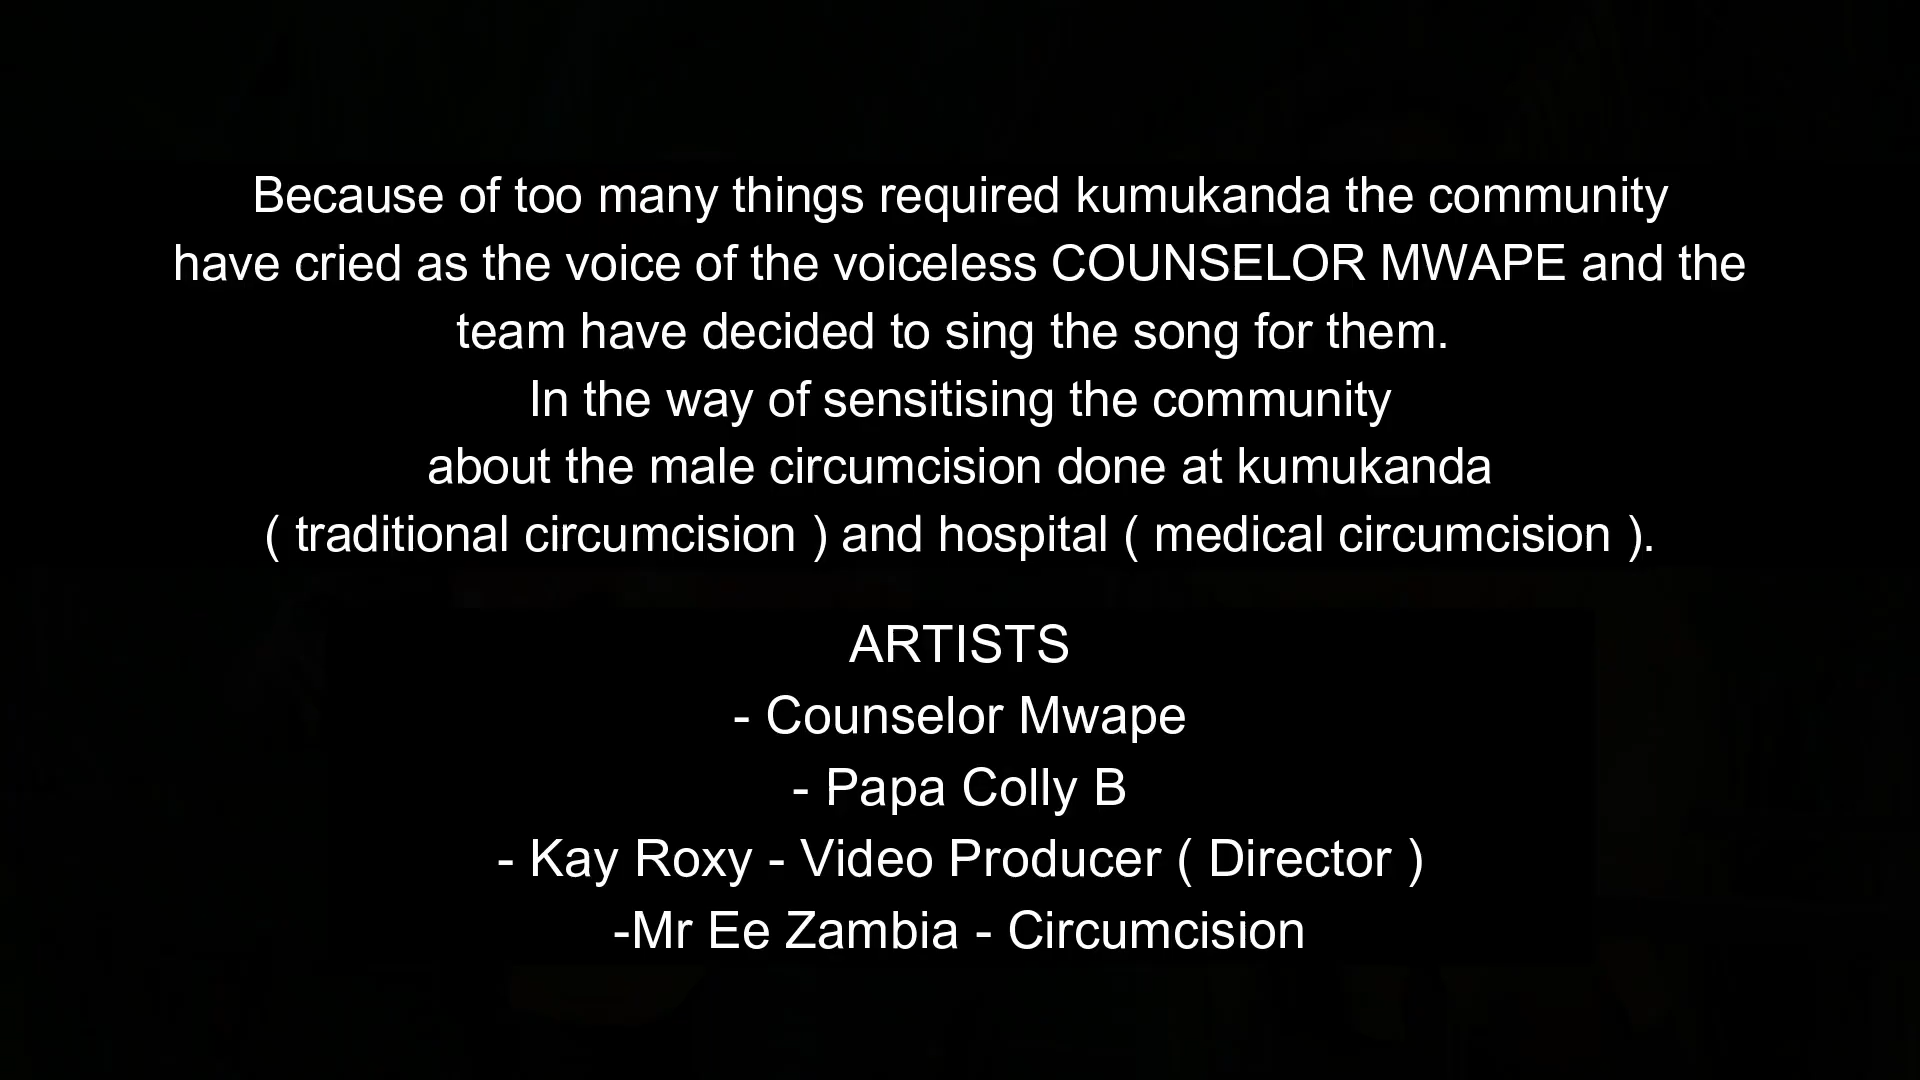 Because of too many things required kumukanda the community
have cried as the voice of the voiceless COUNSELOR MWAPE and the
team have decided to sing the song for them.
In the way of sensitising the community
about the male circumcision done at kumukanda
( traditional circumcision ) and hospital ( medical circumcision ).
ARTISTS
- Counselor Mwape
- Papa Colly B
- Kay Roxy - Video Producer ( Director )
-Mr Ee Zambia - Circumcision